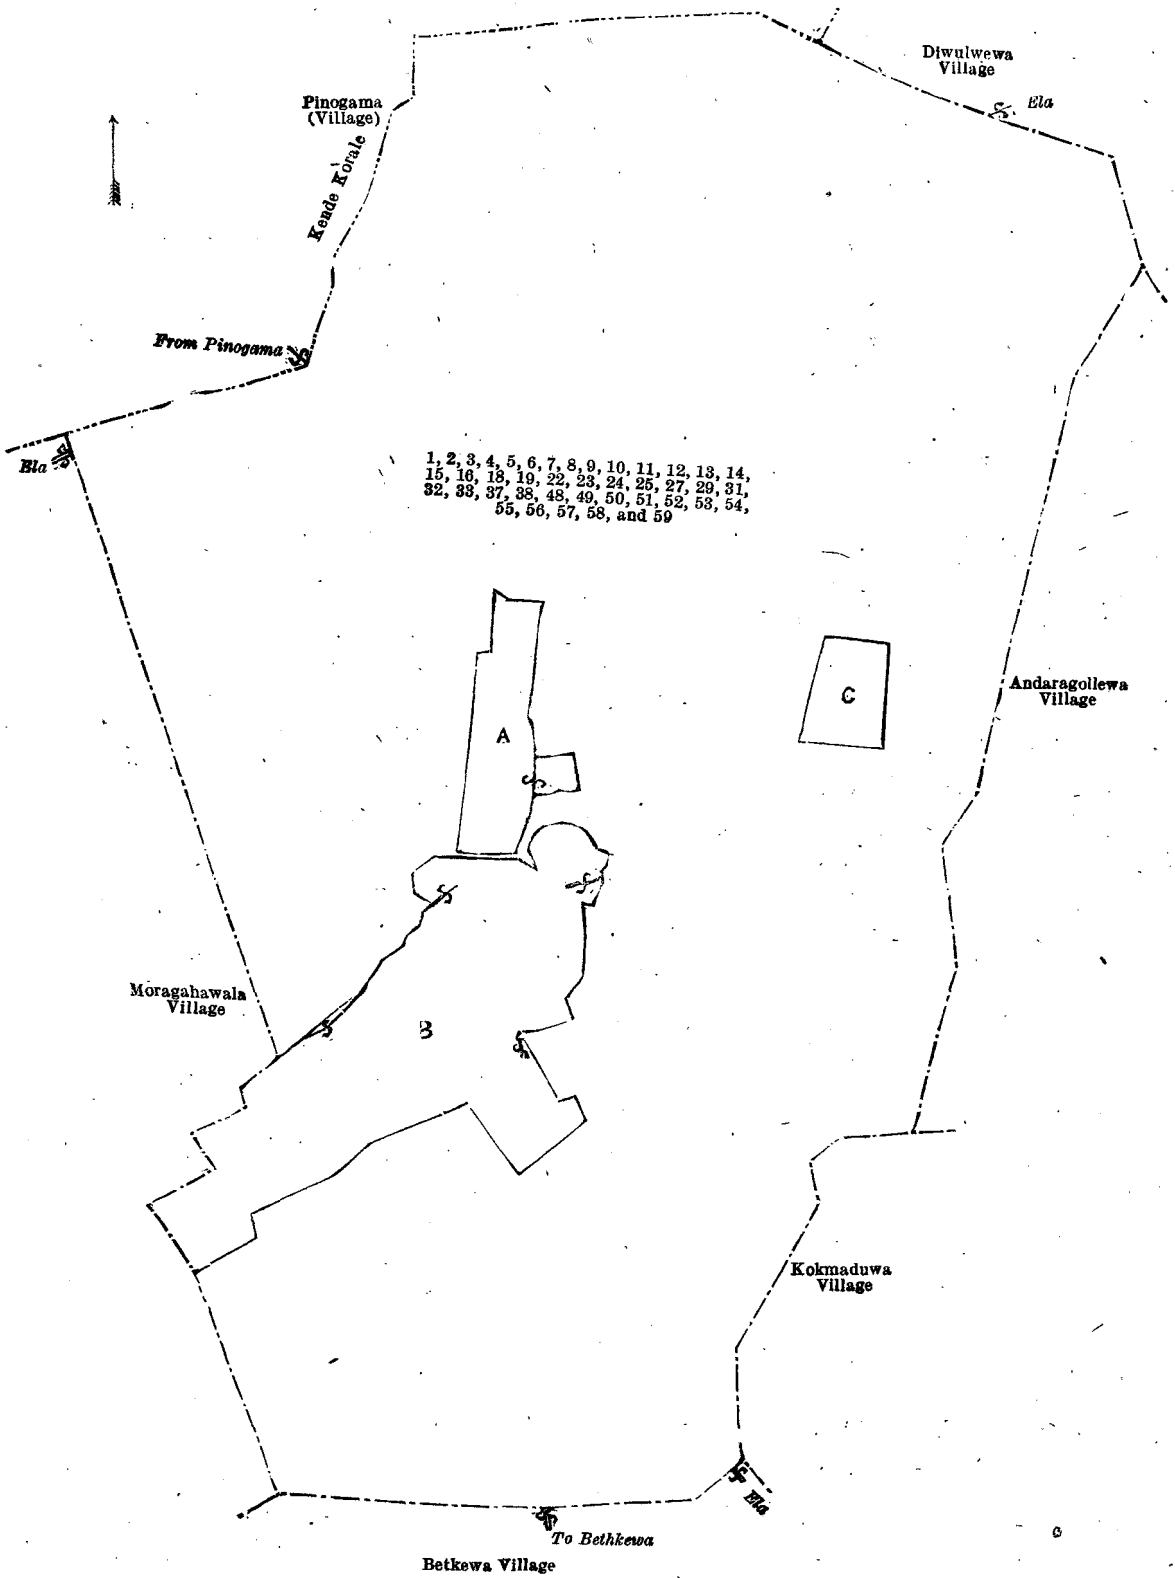 Diwulwewa
Village
Ela
Pinogama
(Village)
Kende Korale
From Pinogama
Ela
1, 2, 3, 4, 5, 6, 7, 8, 9, 10, 11, 12, 13, 14,
15, 16, 18, 19, 22, 23, 24, 25, 27, 29, 31,
32, 33, 37, 38, 48, 49, 50, 51, 52, 53, 54,
55, 56, 57, 58, and 59
Andaragollewa
Village
C
A
Moragahawala
Village
B
Kokmaduwa
Village
Ela
To Bethkewa
Betkewa Village